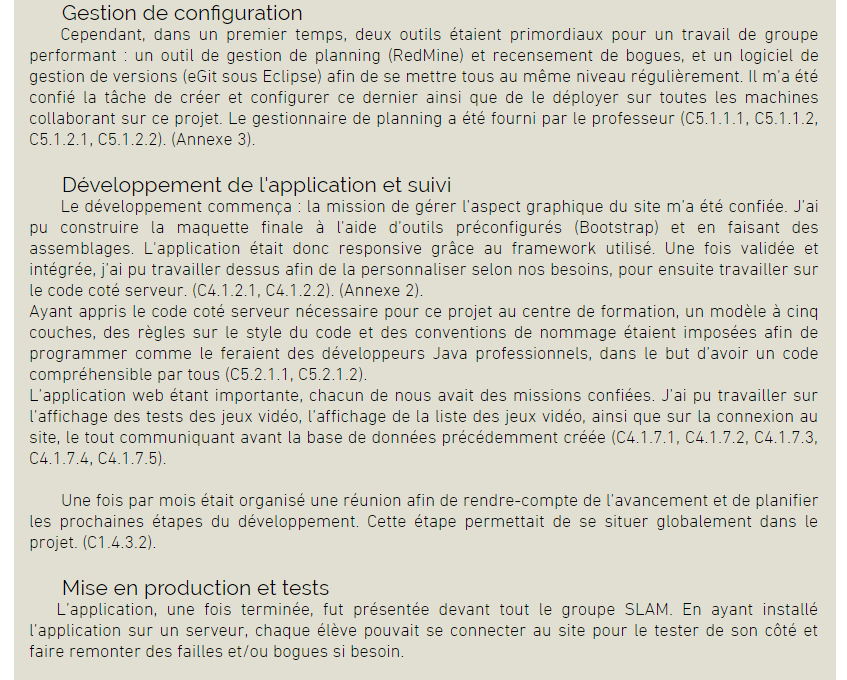 Gestion de configuration
Cependant, dans un premier temps, deux outils étaient primordiaux pour un travail de groupe
performant : un outil de gestion de planning (RedMine) et recensement de bogues, et un logiciel de
gestion de versions (eGit sous Eclipse) afin de se mettre tous au même niveau régulièrement. Il m'a été
confié la tâche de créer et configurer ce dernier ainsi que de le déployer sur toutes les machines
collaborant sur ce projet. Le gestionnaire de planning a été fourni par le professeur (C5.1.1.1, C5.1.1.2,
C5.1.2.1, C5.1.2.2). (Annexe 3).
Développement de l'application et suivi
Le développement commença : la mission de gérer l'aspect graphique du site m'a été confiée. J'ai
pu construire la maquette finale à l'aide d'outils préconfigurés (Bootstrap) et en faisant des
assemblages. L'application était donc responsive grâce au framework utilisé. Une fois validée et
intégrée, j'ai pu travailler dessus afin de la personnaliser selon nos besoins, pour ensuite travailler sur
le code coté serveur. (C4.1.2.1, C4.1.2.2). (Annexe 2).
Ayant appris le code coté serveur nécessaire pour ce projet au centre de formation, un modèle à cinq
couches, des règles sur le style du code et des conventions de nommage étaient imposées afin de
programmer comme le feraient des développeurs Java professionnels, dans le but d'avoir un code
compréhensible par tous (C5.2.1.1, C5.2.1.2).
L'application web étant importante, chacun de nous avait des missions confiées. J'ai pu travailler sur
l'affichage des tests des jeux vidéo, l'affichage de la liste des jeux vidéo, ainsi que sur la connexion au
site, le tout communiquant avant la base de données précédemment créée (C4.1.7.1, C4.1.7.2, C4.1.7.3,
C4.1.7.4, C4.1.7.5).
Une fois par mois était organisé une réunion afin de rendre-compte de l'avancement et de planifier
les prochaines étapes du développement. Cette étape permettait de se situer globalement dans le
projet. (C1.4.3.2).
Mise en production et tests
L'application, une fois terminée, fut présentée devant tout le groupe SLAM. En ayant installé
l'application sur un serveur, chaque élève pouvait se connecter au site pour le tester de son côté et
faire remonter des failles et/ou bogues si besoin.